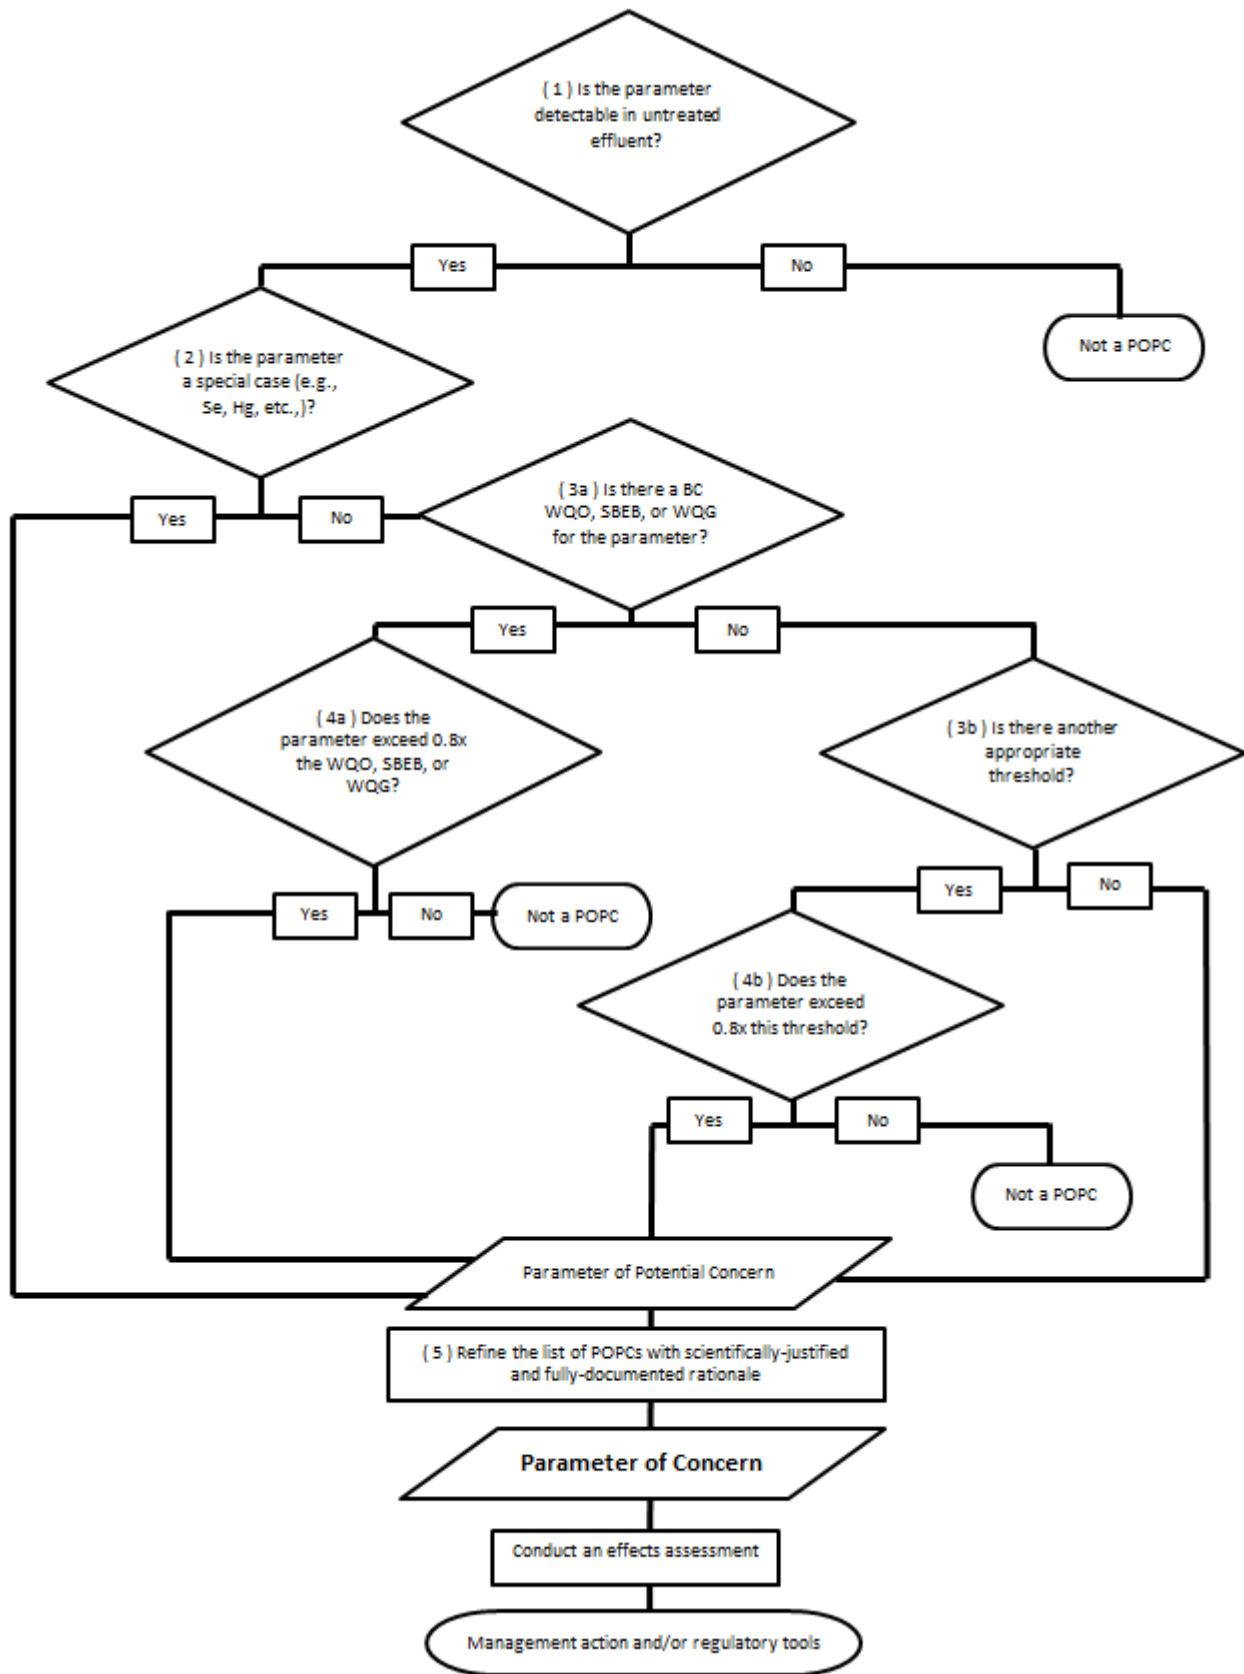 ( 1 ) Is the parameter
detectable in untreated
effluent?
Yes
No
Not a POPC
( 2 ) Is the parameter
a special case (e.g.,
Se, Hg, etc.,)?
Yes
No
( 3a ) Is there a BC
WQO, SBEB, or WQG
for the parameter?
Yes
No
( 4a ) Does the
parameter exceed 0.8x
the WQO, SBEB, or
WQG?
( 3b ) Is there another
appropriate
threshold?
Yes
No
Not a POPC
Yes
No
( 4b ) Does the
parameter exceed
0.8x this threshold?
Yes
No
Not a POPC
Parameter of Potential Concern
( 5 ) Refine the list of POPCs with scientifically-justified
and fully-documented rationale
Parameter of Concern
Conduct an effects assessment
Management action and/or regulatory tools